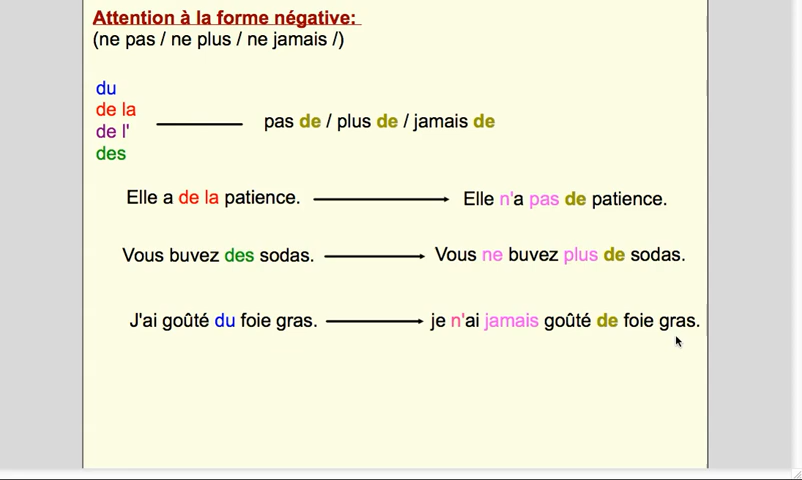 Attention à la forme négative:
(ne pas / ne plus / ne jamais /)
du
de la
de l'
des
pas de / plus de / jamais de
Elle a de la patience. Elle n'a pas de patience.
Vous buvez des sodas. Vous ne buvez plus de sodas.
J'ai goûté du foie gras. je n'ai jamais goûté de foie gras.